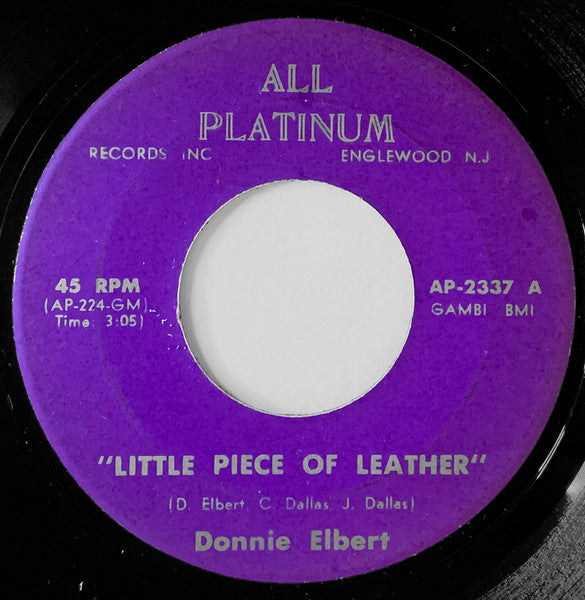 ALL
PLATINUM
RECORDS INC
ENGLEWOOD N.J
45 RPM
(AP-224-GM)
Time: 3:05)
AP-2337 A
GAMBI BMI
"LITTLE PIECE OF LEATHER"
(D. Elbert, C. Dallas, J. Dallas)
Donnie Elbert